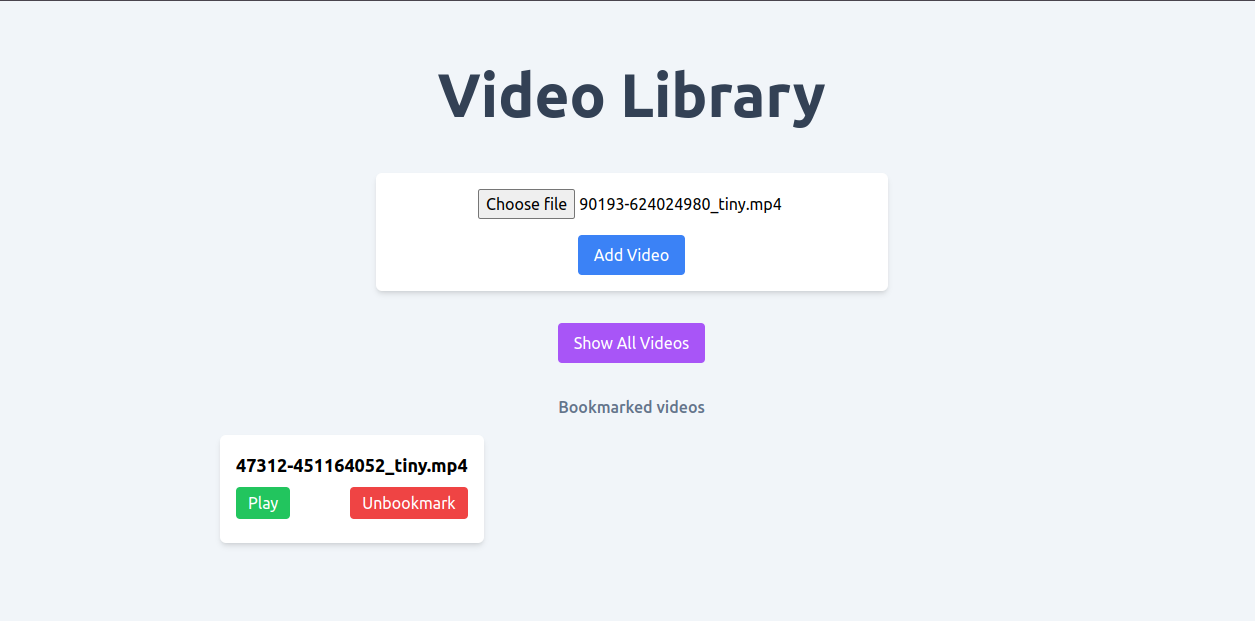 Video Library
Choose file 90193-624024980_tiny.mp4
Add Video
Show All Videos
Bookmarked videos
47312-451164052_tiny.mp4
Play Unbookmark